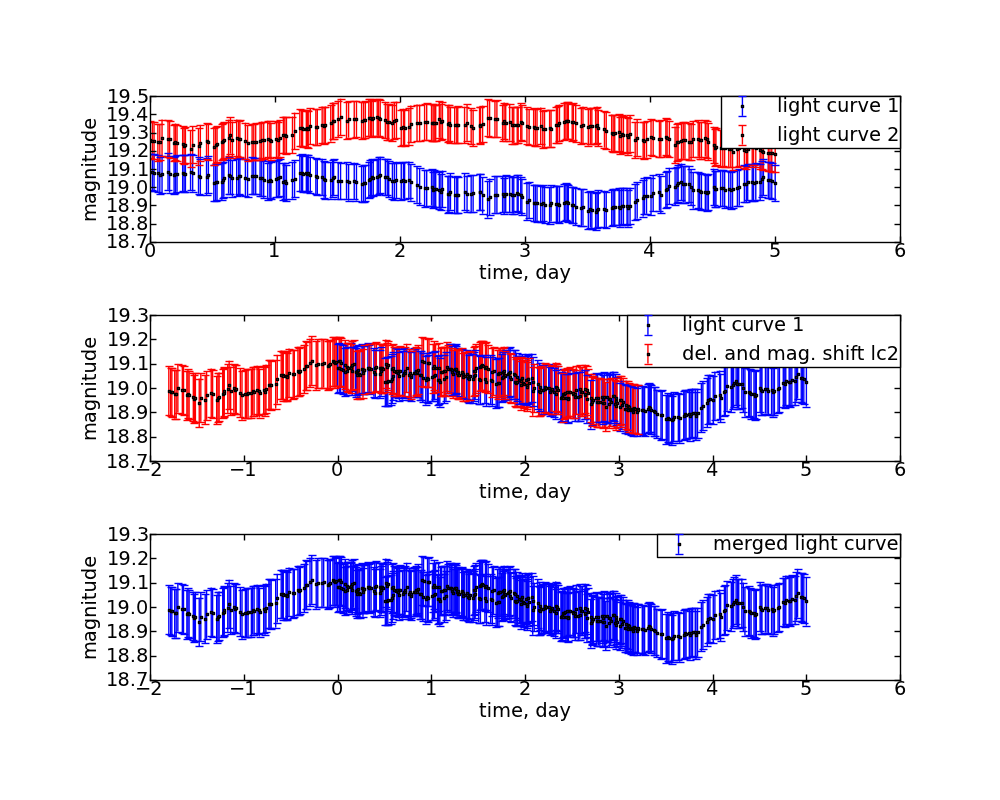 19.5
19.4
19.3
19.2
19.1
19.0
18.9
18.8
18.7
magnitude
light curve 1
light curve 2
0 1 2 3 4 5 6
time, day
19.3
19.2
19.1
19.0
18.9
18.8
18.7
magnitude
light curve 1
del. and mag. shift lc2
−2 −1 0 1 2 3 4 5 6
time, day
19.3
19.2
19.1
19.0
18.9
18.8
18.7
magnitude
merged light curve
−2 −1 0 1 2 3 4 5 6
time, day